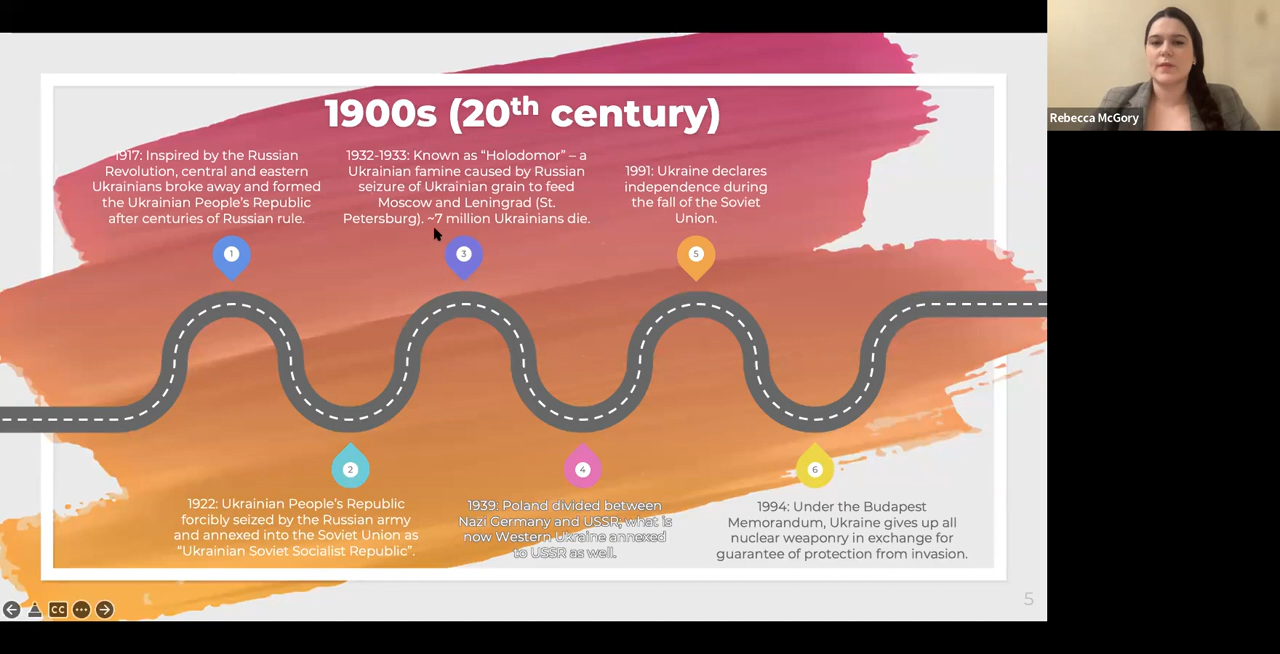 1900s (20th century)
1917: Inspired by the Russian
Revolution, central and eastern
Ukrainians broke away and formed
the Ukrainian People's Republic
after centuries of Russian rule.
1932-1933: Known as “Holodomor” – a
Ukrainian famine caused by Russian
seizure of Ukrainian grain to feed
Moscow and Leningrad (St.
Petersburg). ~7 million Ukrainians die.
1991: Ukraine declares
independence during
the fall of the Soviet
Union.
1
3
5
2
4
6
1922: Ukrainian People's Republic
forcibly seized by the Russian army
and annexed into the Soviet Union as
“Ukrainian Soviet Socialist Republic”.
1939: Poland divided between
Nazi Germany and USSR, what is
now Western Ukraine annexed
to USSR as well.
1994: Under the Budapest
Memorandum, Ukraine gives up all
nuclear weaponry in exchange for
guarantee of protection from invasion.
5
CC
Rebecca McGory